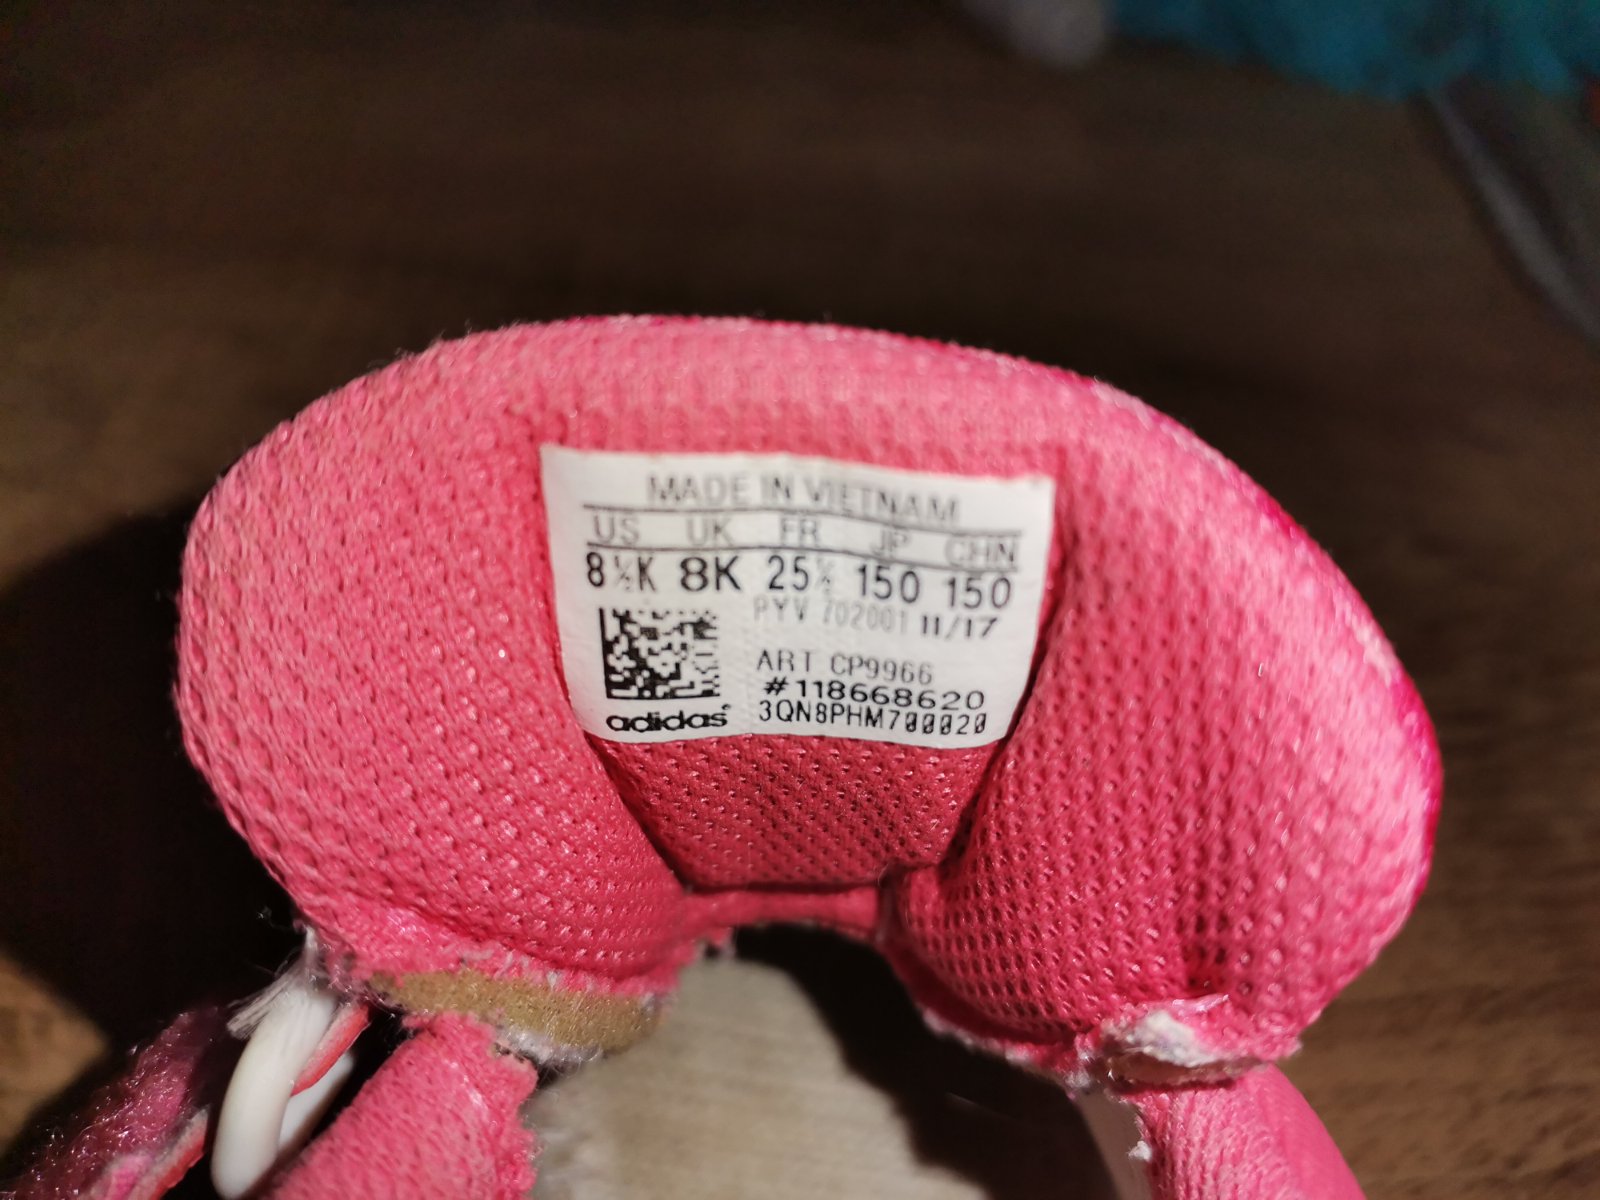 MADE IN VIETNAM
US UK FR JP CHN
8½K 8K 25½ 150 150
PYV 702001 11/17
ART CP9966
#118668620
adidas 3QN8PHM700020